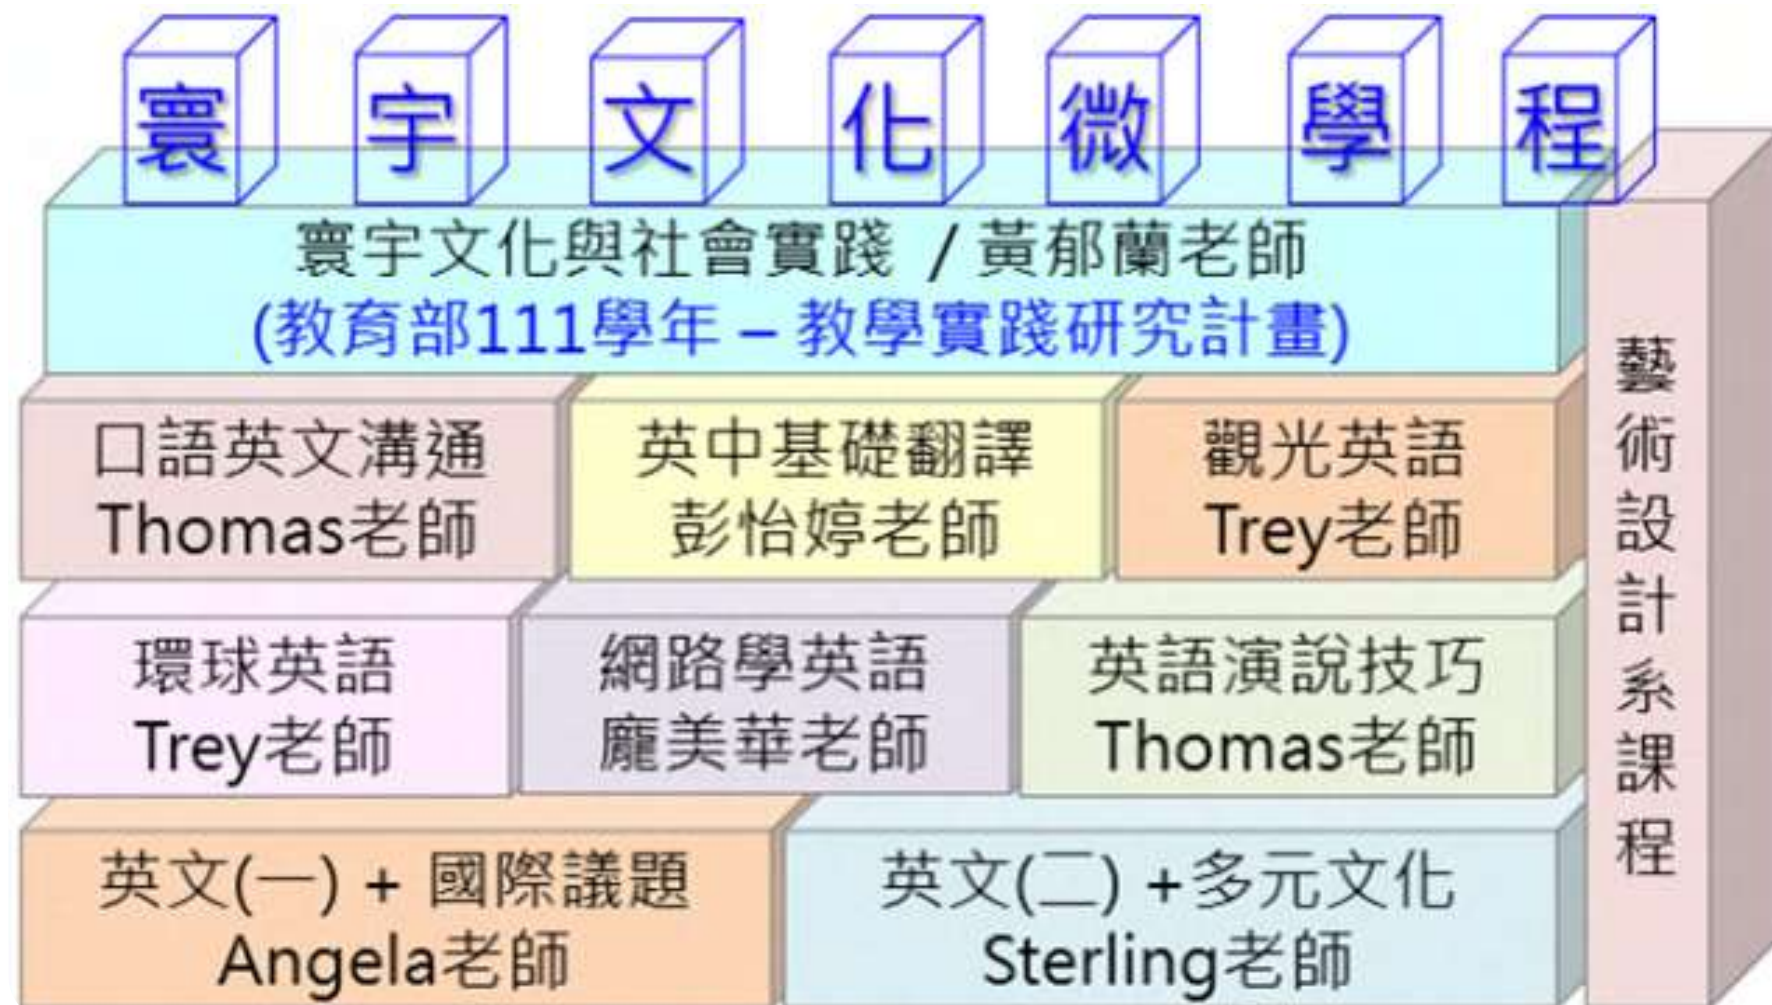 寰宇文化微學程
寰宇文化與社會實踐 / 黃郁蘭老師
(教育部111學年 – 教學實踐研究計畫)
口語英文溝通
Thomas老師
英中基礎翻譯
彭怡婷老師
觀光英語
Trey老師
環球英語
Trey老師
網路學英語
龐美華老師
英語演說技巧
Thomas老師
英文(一) + 國際議題
Angela老師
英文(二) +多元文化
Sterling老師
藝術設計系課程